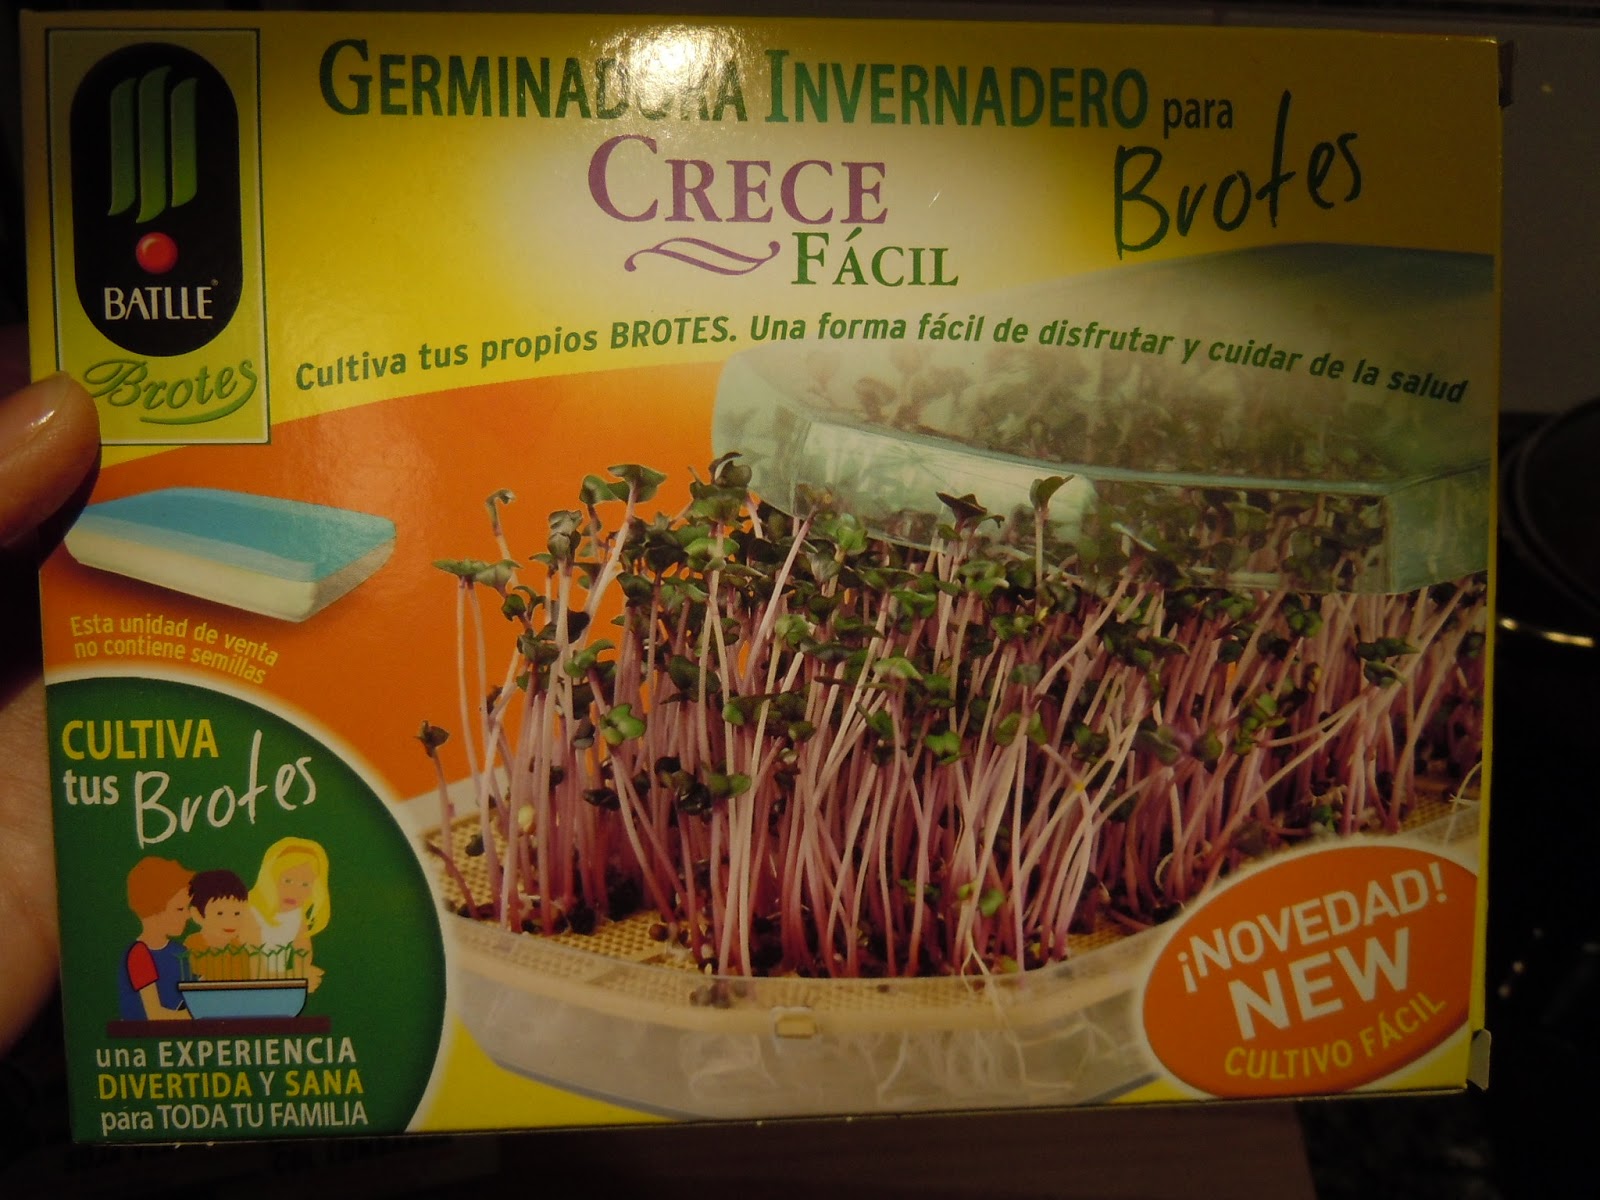 BATLLE®
Brotes
GERMINADORA INVERNADERO para
Brotes
CRECE
FÁCIL
Cultiva tus propios BROTES. Una forma fácil de disfrutar y cuidar de la salud
Esta unidad de venta
no contiene semillas
CULTIVA
tus Brotes
una EXPERIENCIA
DIVERTIDA Y SANA
para TODA TU FAMILIA
¡NOVEDAD!
NEW
CULTIVO FÁCIL